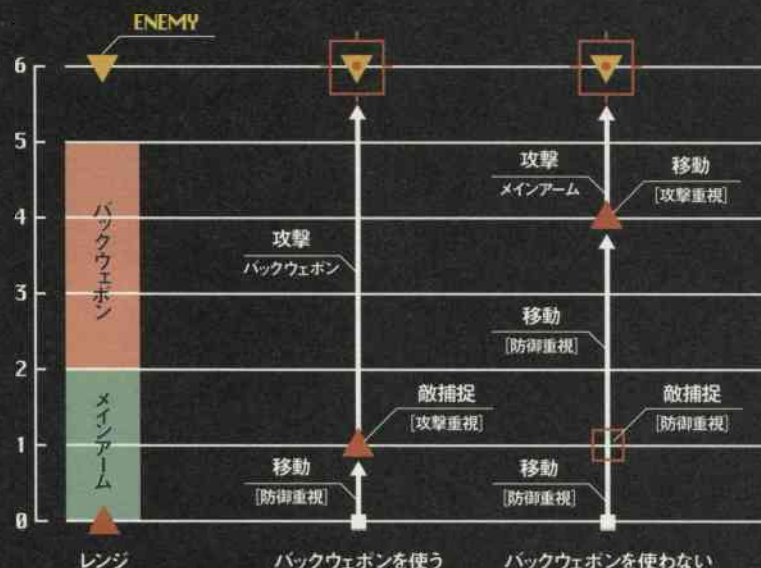 ENEMY
6
5
4
3
2
1
0
バックウェポン
メインアーム
レンジ
攻撃
バックウェポン
敵捕捉
[攻撃重視]
移動
[防御重視]
バックウェポンを使う
攻撃
メインアーム
移動
[攻撃重視]
移動
[防御重視]
敵捕捉
[防御重視]
移動
[防御重視]
バックウェポンを使わない